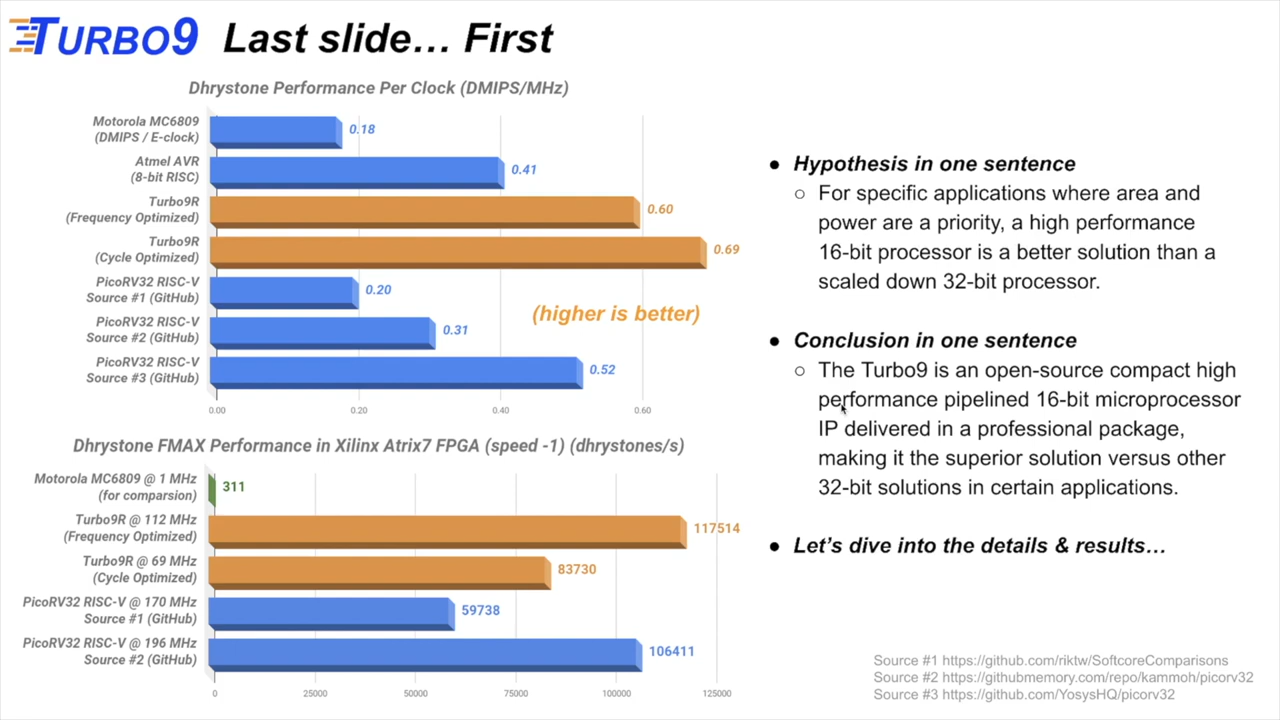 TURBO9 Last slide... First
Dhrystone Performance Per Clock (DMIPS/MHz)
Motorola MC6809
(DMIPS / E-clock)
0.18
Atmel AVR
(8-bit RISC)
0.41
Turbo9R
(Frequency Optimized)
0.60
Turbo9R
(Cycle Optimized)
0.69
PicoRV32 RISC-V
Source #1 (GitHub)
0.20
PicoRV32 RISC-V
Source #2 (GitHub)
0.31
PicoRV32 RISC-V
Source #3 (GitHub)
0.52
(higher is better)
0.00 0.20 0.40 0.60
Dhrystone FMAX Performance in Xilinx Atrix7 FPGA (speed -1) (dhrystones/s)
Motorola MC6809 @ 1 MHz
(for comparsion)
311
Turbo9R @ 112 MHz
(Frequency Optimized)
117514
Turbo9R @ 69 MHz
(Cycle Optimized)
83730
PicoRV32 RISC-V @ 170 MHz
Source #1 (GitHub)
59738
PicoRV32 RISC-V @ 196 MHz
Source #2 (GitHub)
106411
0 25000 50000 75000 100000 125000
● Hypothesis in one sentence
○ For specific applications where area and
power are a priority, a high performance
16-bit processor is a better solution than a
scaled down 32-bit processor.
● Conclusion in one sentence
○ The Turbo9 is an open-source compact high
performance pipelined 16-bit microprocessor
IP delivered in a professional package,
making it the superior solution versus other
32-bit solutions in certain applications.
● Let's dive into the details & results...
Source #1 https://github.com/riktw/SoftcoreComparisons
Source #2 https://githubmemory.com/repo/kammoh/picorv32
Source #3 https://github.com/YosysHQ/picorv32